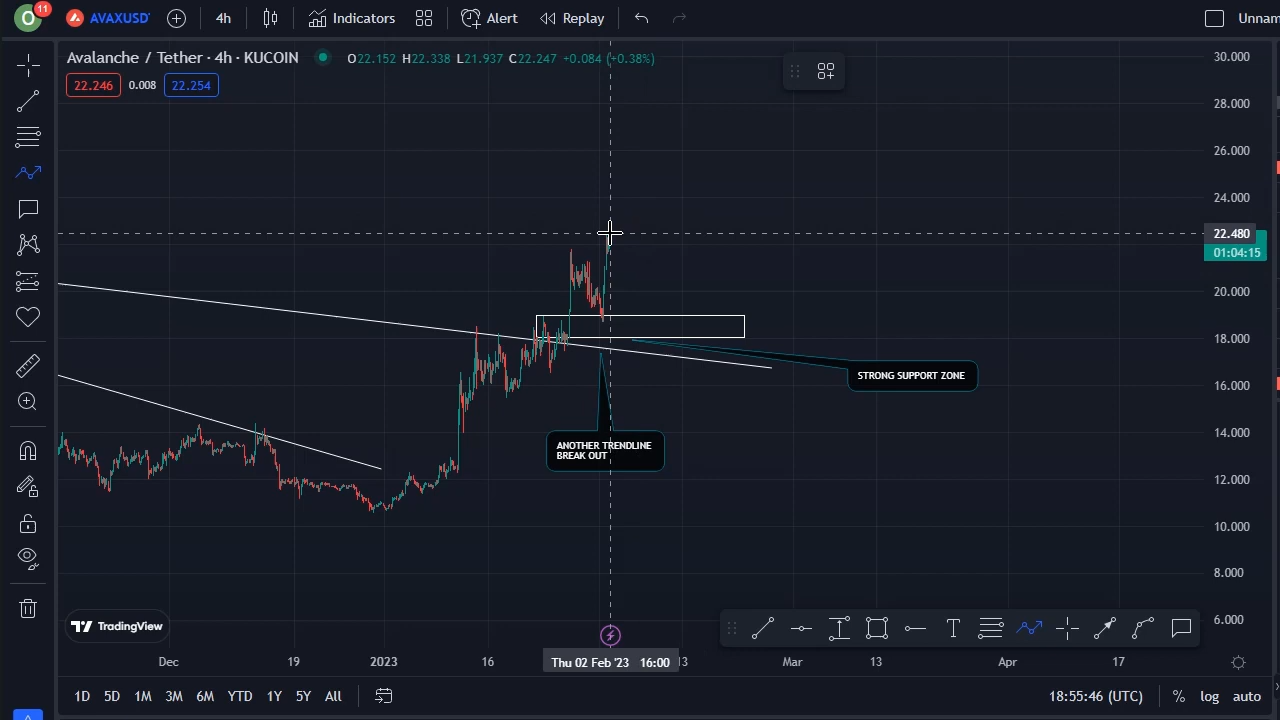 O
11
AVAXUSD
4h
Indicators
Alert
Replay
Unnam
Avalanche / Tether · 4h · KUCOIN
O22.152 H22.338 L21.937 C22.247 +0.084 (+0.38%)
22.246
0.008
22.254
30.000
28.000
26.000
24.000
22.480
01:04:15
20.000
18.000
16.000
14.000
12.000
10.000
8.000
6.000
STRONG SUPPORT ZONE
ANOTHER TRENDLINE
BREAK OUT
TradingView
Dec
19
2023
16
Thu 02 Feb '23 16:00
13
Mar
13
Apr
17
1D
5D
1M
3M
6M
YTD
1Y
5Y
All
18:55:46 (UTC)
%
log
auto